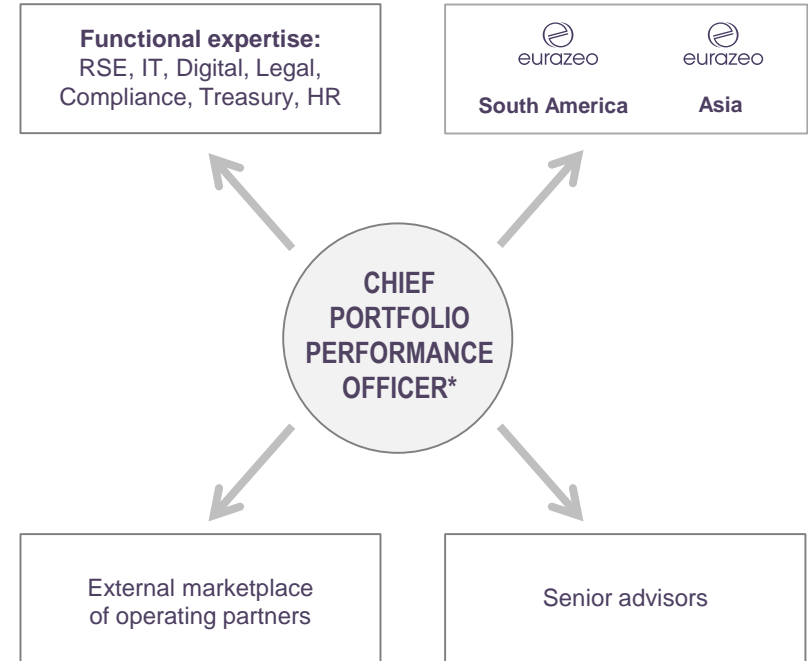 Functional expertise:
RSE, IT, Digital, Legal,
Compliance, Treasury, HR
eurazeo
South America
eurazeo
Asia
CHIEF
PORTFOLIO
PERFORMANCE
OFFICER*
External marketplace
of operating partners
Senior advisors